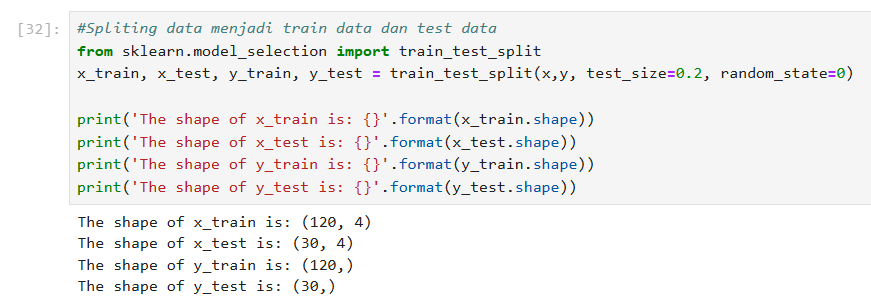 [32]: #Spliting data menjadi train data dan test data
from sklearn.model_selection import train_test_split
x_train, x_test, y_train, y_test = train_test_split(x,y, test_size=0.2, random_state=0)
print('The shape of x_train is: {}'.format(x_train.shape))
print('The shape of x_test is: {}'.format(x_test.shape))
print('The shape of y_train is: {}'.format(y_train.shape))
print('The shape of y_test is: {}'.format(y_test.shape))
The shape of x_train is: (120, 4)
The shape of x_test is: (30, 4)
The shape of y_train is: (120,)
The shape of y_test is: (30,)